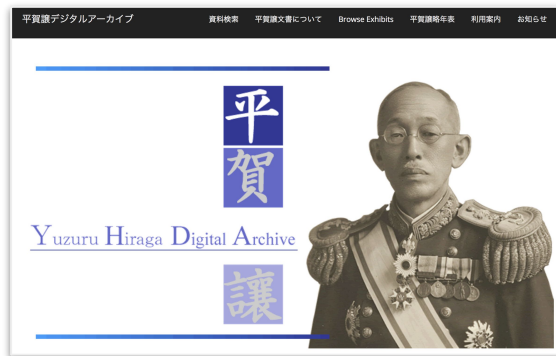 平賀譲デジタルアーカイブ 資料検索 平賀譲文書について Browse Exhibits 平賀譲略年表 利用案内 お知らせ
平
賀
Yuzuru Hiraga Digital Archive
譲